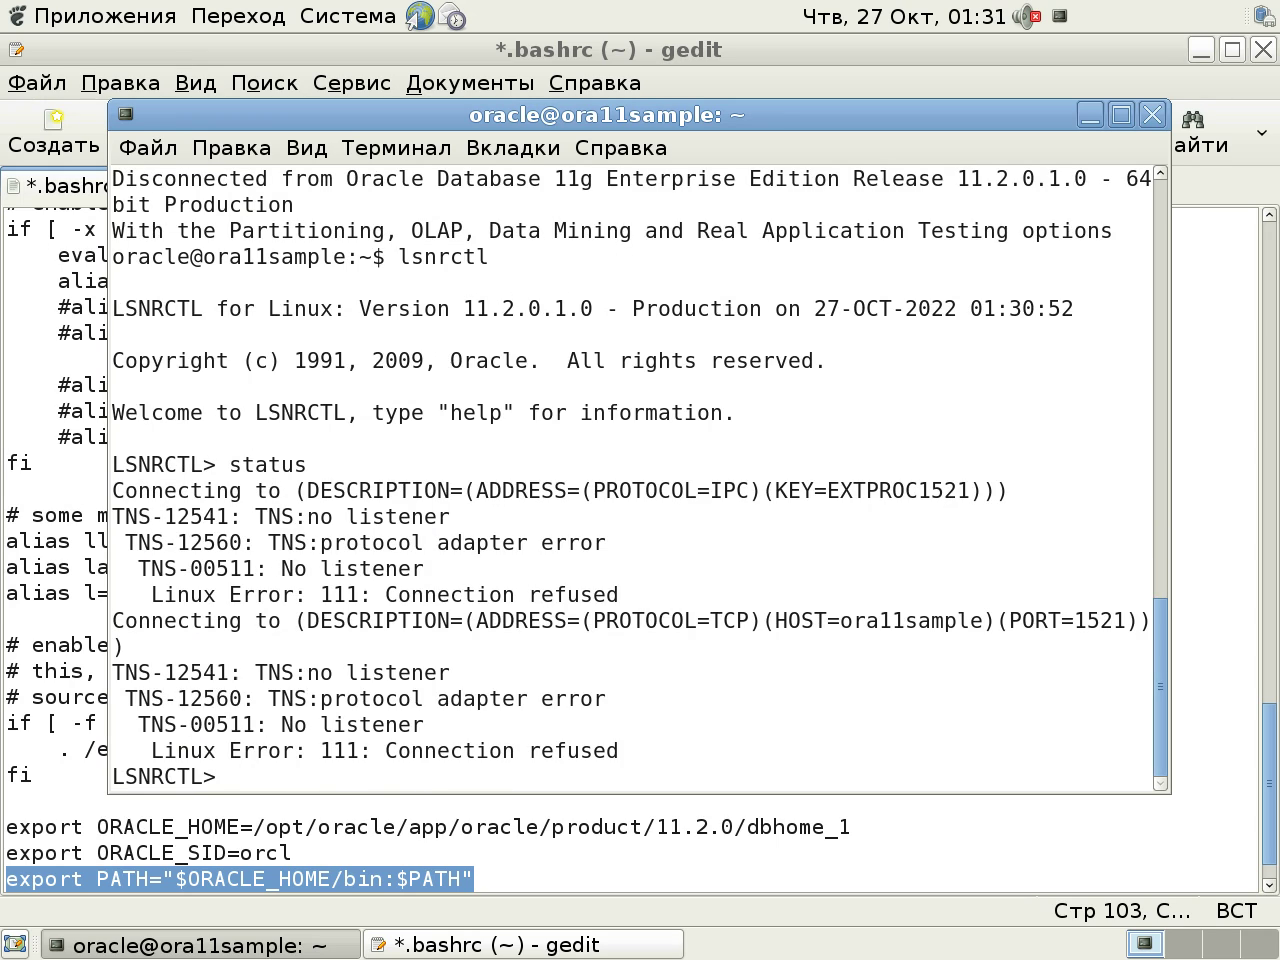 Приложения Переход Система
Чтв, 27 Окт, 01:31
*.bashrc (~) - gedit
Файл Правка Вид Поиск Сервис Документы Справка
Создать
айти
*.bashrc
oracle@ora11sample: ~
Файл Правка Вид Терминал Вкладки Справка
Disconnected from Oracle Database 11g Enterprise Edition Release 11.2.0.1.0 - 64
bit Production
With the Partitioning, OLAP, Data Mining and Real Application Testing options
oracle@ora11sample:~$ lsnrctl
LSNRCTL for Linux: Version 11.2.0.1.0 - Production on 27-OCT-2022 01:30:52
Copyright (c) 1991, 2009, Oracle.  All rights reserved.
Welcome to LSNRCTL, type "help" for information.
LSNRCTL> status
Connecting to (DESCRIPTION=(ADDRESS=(PROTOCOL=IPC)(KEY=EXTPROC1521)))
TNS-12541: TNS:no listener
TNS-12560: TNS:protocol adapter error
TNS-00511: No listener
Linux Error: 111: Connection refused
Connecting to (DESCRIPTION=(ADDRESS=(PROTOCOL=TCP)(HOST=ora11sample)(PORT=1521))
)
TNS-12541: TNS:no listener
TNS-12560: TNS:protocol adapter error
TNS-00511: No listener
Linux Error: 111: Connection refused
LSNRCTL>
if [ -x
eval
alia
#ali
#ali
#ali
#ali
#ali
fi
# some m
alias ll
alias la
alias l=
# enable
# this,
# source
if [ -f
. /e
fi
export ORACLE_HOME=/opt/oracle/app/oracle/product/11.2.0/dbhome_1
export ORACLE_SID=orcl
export PATH="$ORACLE_HOME/bin:$PATH"
Стр 103, С... ВСТ
oracle@ora11sample: ~
*.bashrc (~) - gedit